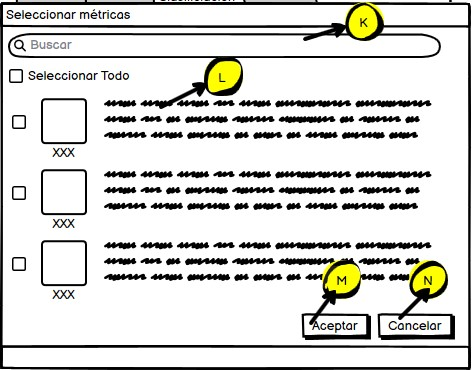 Seleccionar métricas
K
Buscar
Seleccionar Todo
L
XXX
XXX
XXX
M
N
Aceptar
Cancelar